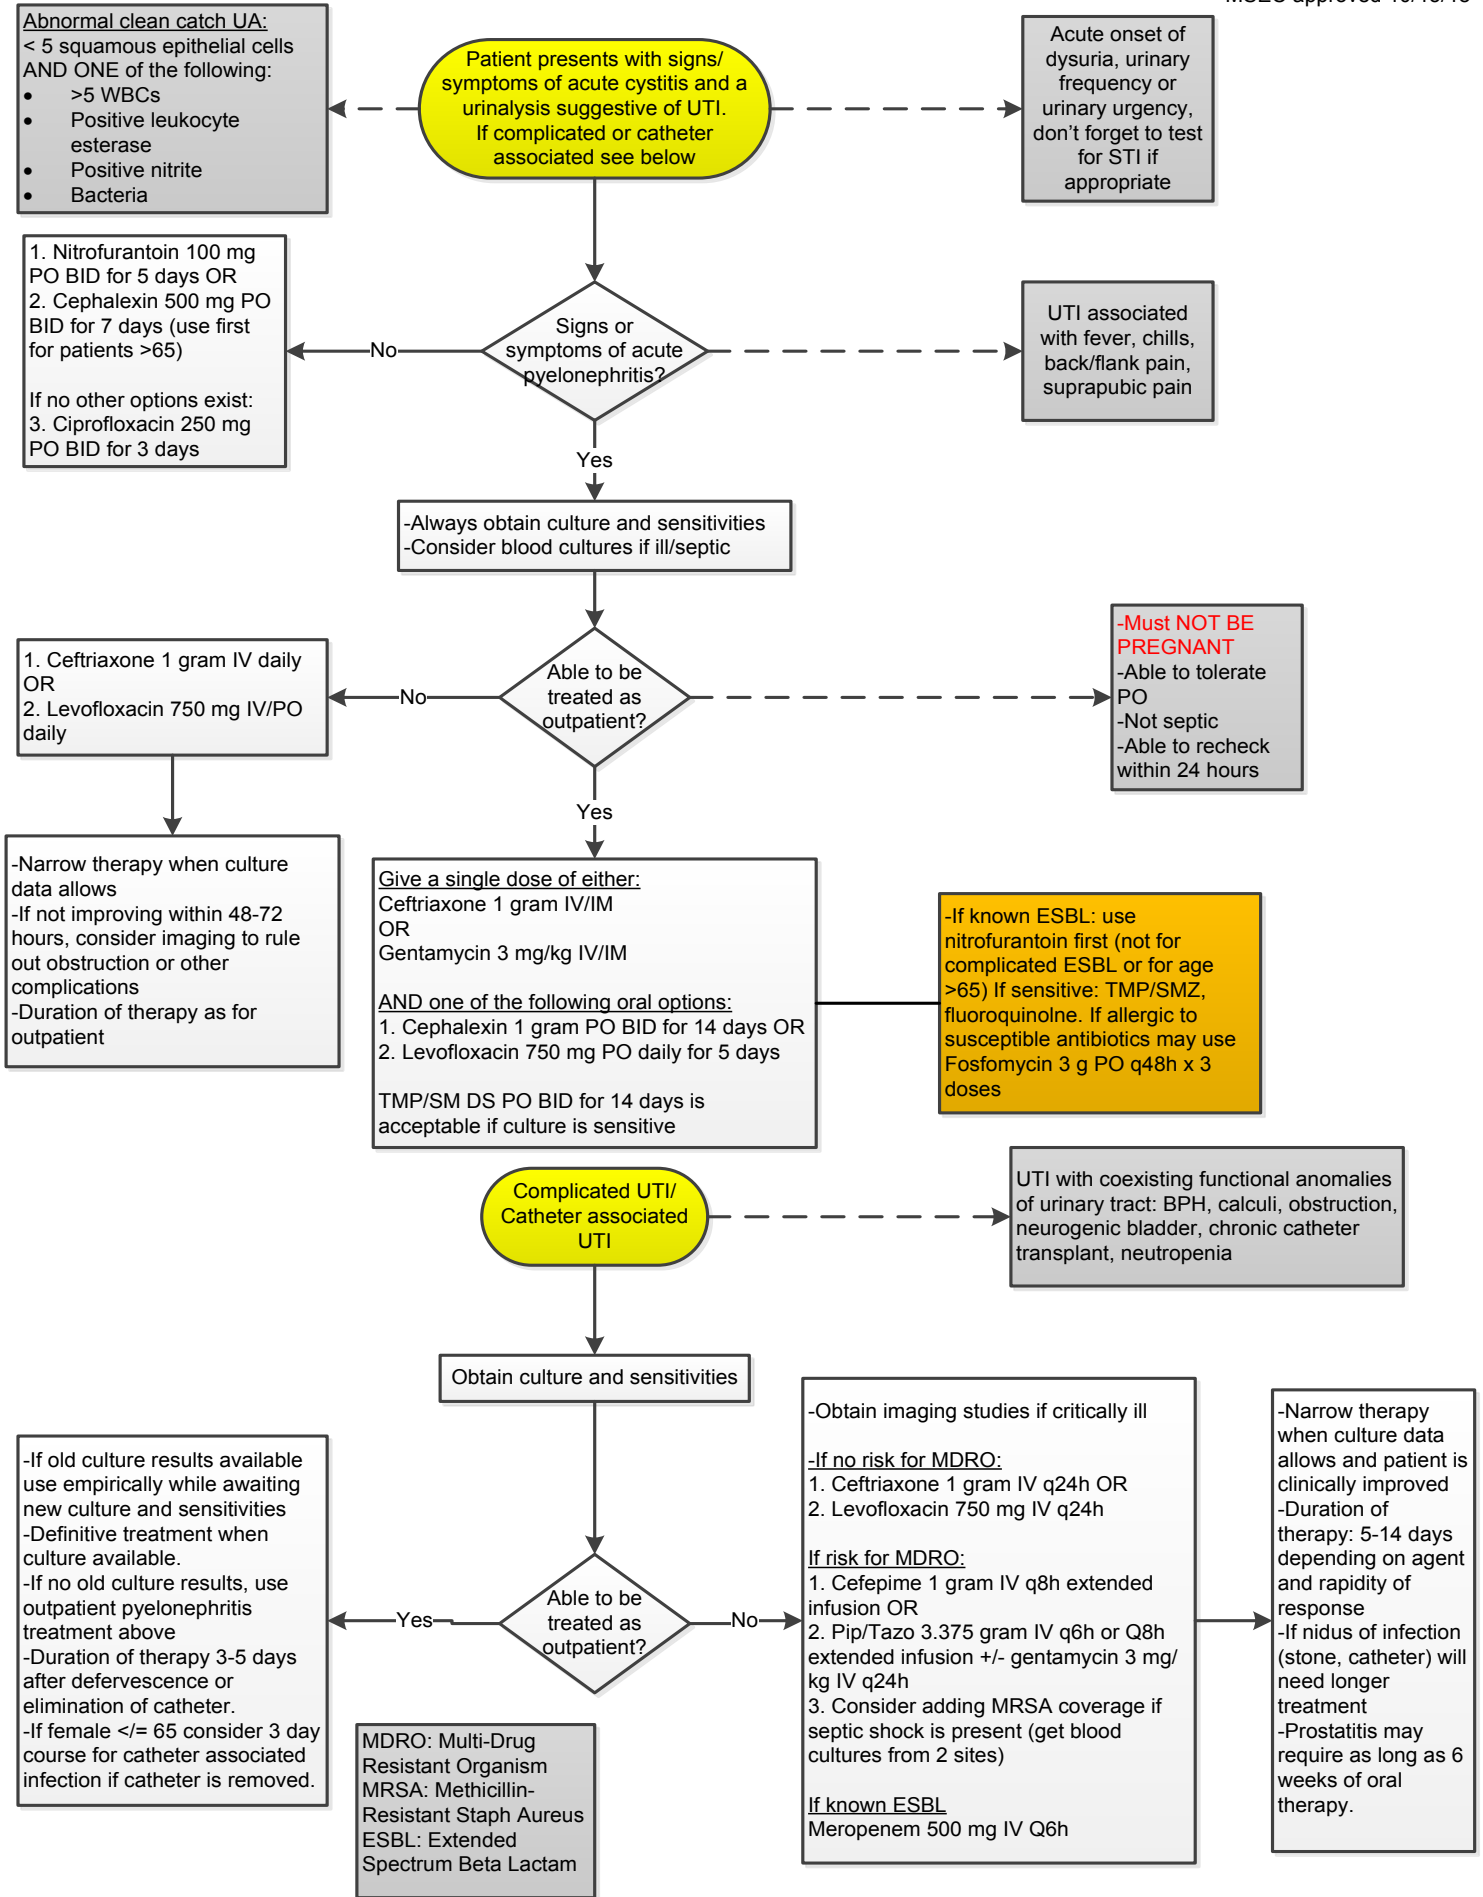 Abnormal clean catch UA:
< 5 squamous epithelial cells
AND ONE of the following:
• >5 WBCs
• Positive leukocyte
esterase
• Positive nitrite
• Bacteria
Patient presents with signs/
symptoms of acute cystitis and a
urinalysis suggestive of UTI.
If complicated or catheter
associated see below
Acute onset of
dysuria, urinary
frequency or
urinary urgency,
don't forget to test
for STI if
appropriate
1. Nitrofurantoin 100 mg
PO BID for 5 days OR
2. Cephalexin 500 mg PO
BID for 7 days (use first
for patients >65)
If no other options exist:
3. Ciprofloxacin 250 mg
PO BID for 3 days
No
Signs or
symptoms of acute
pyelonephritis?
UTI associated
with fever, chills,
back/flank pain,
suprapubic pain
Yes
-Always obtain culture and sensitivities
-Consider blood cultures if ill/septic
1. Ceftriaxone 1 gram IV daily
OR
2. Levofloxacin 750 mg IV/PO
daily
No
Able to be
treated as
outpatient?
-Must NOT BE
PREGNANT
-Able to tolerate
PO
-Not septic
-Able to recheck
within 24 hours
Yes
-Narrow therapy when culture
data allows
-If not improving within 48-72
hours, consider imaging to rule
out obstruction or other
complications
-Duration of therapy as for
outpatient
Give a single dose of either:
Ceftriaxone 1 gram IV/IM
OR
Gentamycin 3 mg/kg IV/IM
AND one of the following oral options:
1. Cephalexin 1 gram PO BID for 14 days OR
2. Levofloxacin 750 mg PO daily for 5 days
TMP/SM DS PO BID for 14 days is
acceptable if culture is sensitive
-If known ESBL: use
nitrofurantoin first (not for
complicated ESBL or for age
>65) If sensitive: TMP/SMZ,
fluoroquinolne. If allergic to
susceptible antibiotics may use
Fosfomycin 3 g PO q48h x 3
doses
Complicated UTI/
Catheter associated
UTI
UTI with coexisting functional anomalies
of urinary tract: BPH, calculi, obstruction,
neurogenic bladder, chronic catheter
transplant, neutropenia
Obtain culture and sensitivities
-If old culture results available
use empirically while awaiting
new culture and sensitivities
-Definitive treatment when
culture available.
-If no old culture results, use
outpatient pyelonephritis
treatment above
-Duration of therapy 3-5 days
after defervescence or
elimination of catheter.
-If female </= 65 consider 3 day
course for catheter associated
infection if catheter is removed.
Yes
Able to be
treated as
outpatient?
No
-Obtain imaging studies if critically ill
-If no risk for MDRO:
1. Ceftriaxone 1 gram IV q24h OR
2. Levofloxacin 750 mg IV q24h
If risk for MDRO:
1. Cefepime 1 gram IV q8h extended
infusion OR
2. Pip/Tazo 3.375 gram IV q6h or Q8h
extended infusion +/- gentamycin 3 mg/
kg IV q24h
3. Consider adding MRSA coverage if
septic shock is present (get blood
cultures from 2 sites)
If known ESBL
Meropenem 500 mg IV Q6h
-Narrow therapy
when culture data
allows and patient is
clinically improved
-Duration of
therapy: 5-14 days
depending on agent
and rapidity of
response
-If nidus of infection
(stone, catheter) will
need longer
treatment
-Prostatitis may
require as long as 6
weeks of oral
therapy.
MDRO: Multi-Drug
Resistant Organism
MRSA: Methicillin-
Resistant Staph Aureus
ESBL: Extended
Spectrum Beta Lactam